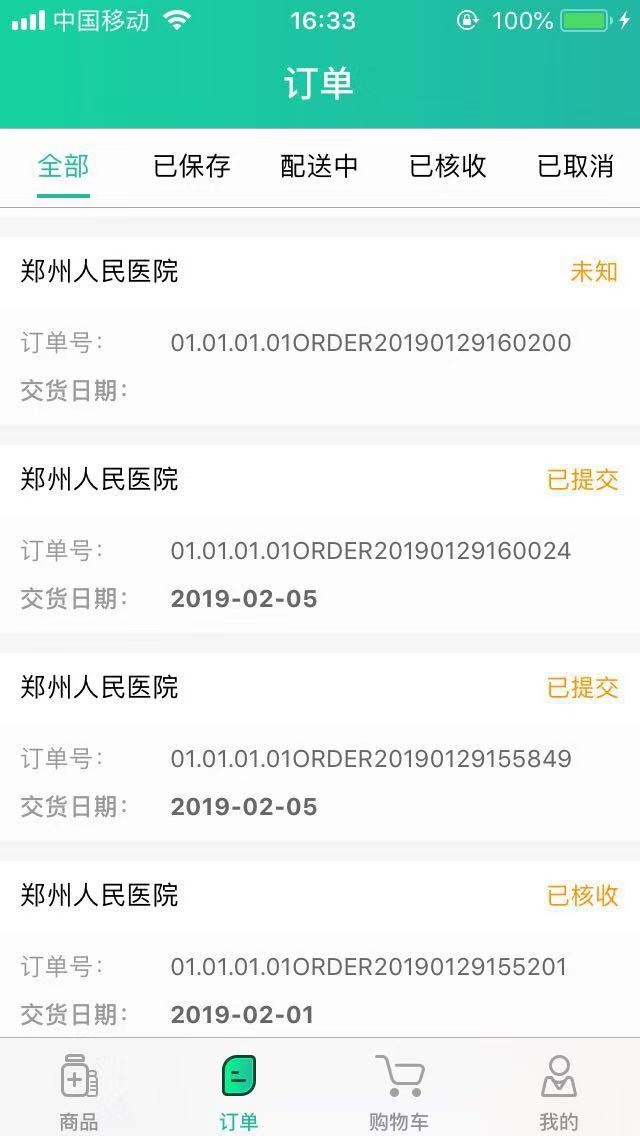 中国移动 16:33 100%
订单
全部 已保存 配送中 已核收 已取消
郑州人民医院 未知
订单号: 01.01.01.01ORDER20190129160200
交货日期:
郑州人民医院 已提交
订单号: 01.01.01.01ORDER20190129160024
交货日期: 2019-02-05
郑州人民医院 已提交
订单号: 01.01.01.01ORDER20190129155849
交货日期: 2019-02-05
郑州人民医院 已核收
订单号: 01.01.01.01ORDER20190129155201
交货日期: 2019-02-01
商品 订单 购物车 我的